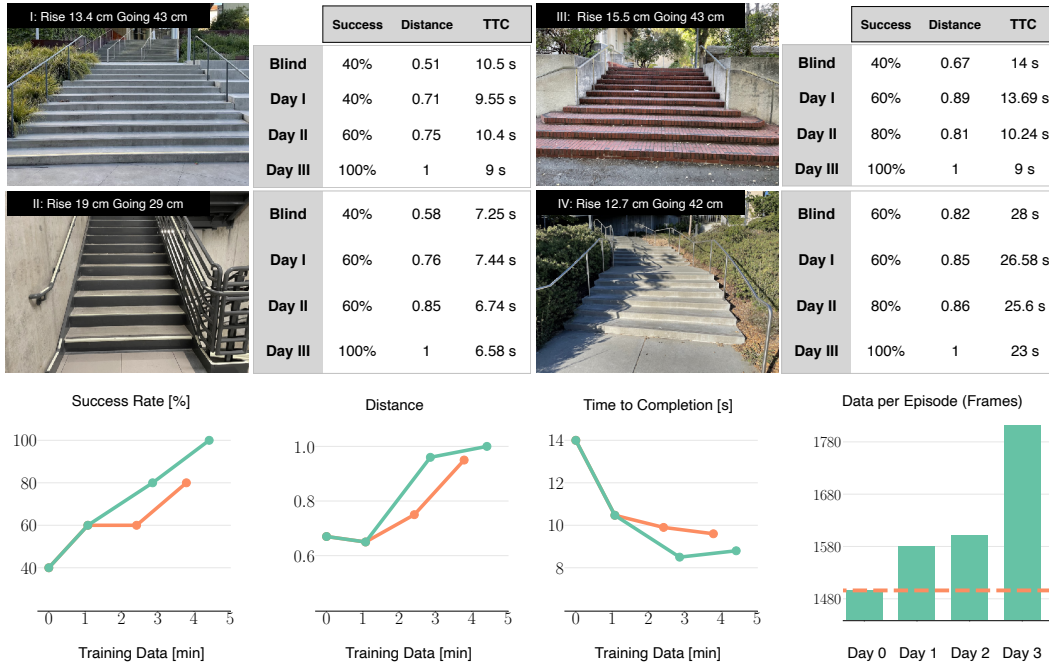 I: Rise 13.4 cm Going 43 cm
Success Distance TTC
Blind 40% 0.51 10.5 s
Day I 40% 0.71 9.55 s
Day II 60% 0.75 10.4 s
Day III 100% 1 9 s
III: Rise 15.5 cm Going 43 cm
Success Distance TTC
Blind 40% 0.67 14 s
Day I 60% 0.89 13.69 s
Day II 80% 0.81 10.24 s
Day III 100% 1 9 s
II: Rise 19 cm Going 29 cm
Blind 40% 0.58 7.25 s
Day I 60% 0.76 7.44 s
Day II 60% 0.85 6.74 s
Day III 100% 1 6.58 s
IV: Rise 12.7 cm Going 42 cm
Blind 60% 0.82 28 s
Day I 60% 0.85 26.58 s
Day II 80% 0.86 25.6 s
Day III 100% 1 23 s
Success Rate [%]
100
80
60
40
0 1 2 3 4 5
Training Data [min]
Distance
1.0
0.8
0.6
0 1 2 3 4 5
Training Data [min]
Time to Completion [s]
14
12
10
8
0 1 2 3 4 5
Training Data [min]
Data per Episode (Frames)
1780
1680
1580
1480
Day 0 Day 1 Day 2 Day 3